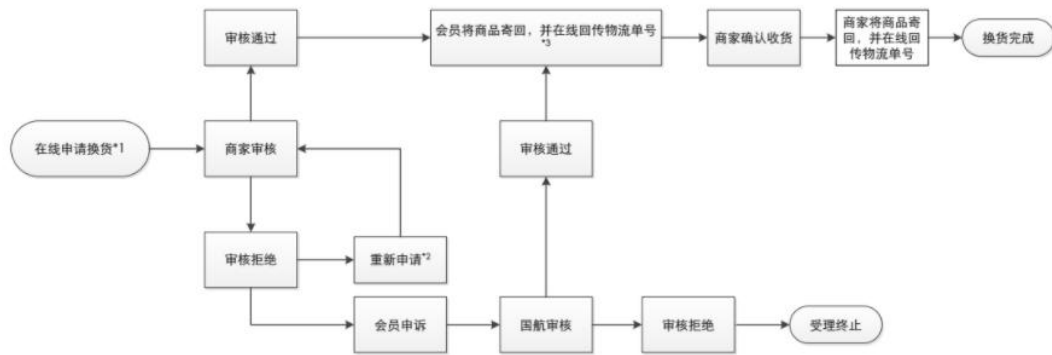 审核通过
会员将商品寄回，并在线回传物流单号
*3
商家确认收货
商家将商品寄
回，并在线回
传物流单号
换货完成
在线申请换货*1
商家审核
审核通过
审核拒绝
重新申请*2
会员申诉
国航审核
审核拒绝
受理终止